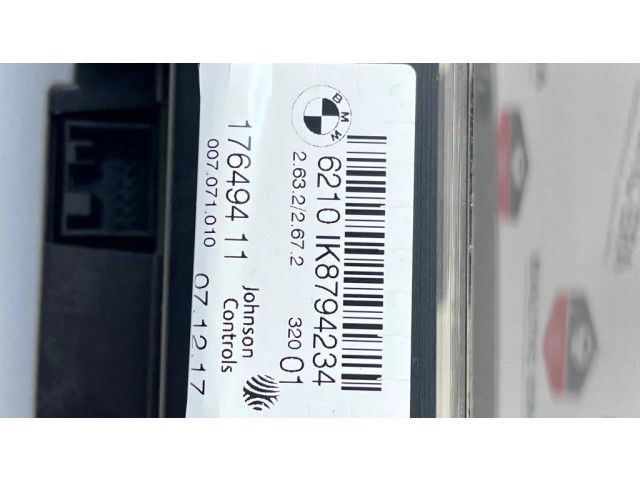 BMW
6210 IK8794234
2.63.2/2.67.2 320 01
176494 11 Johnson
007.071.010 Controls
07.12.17